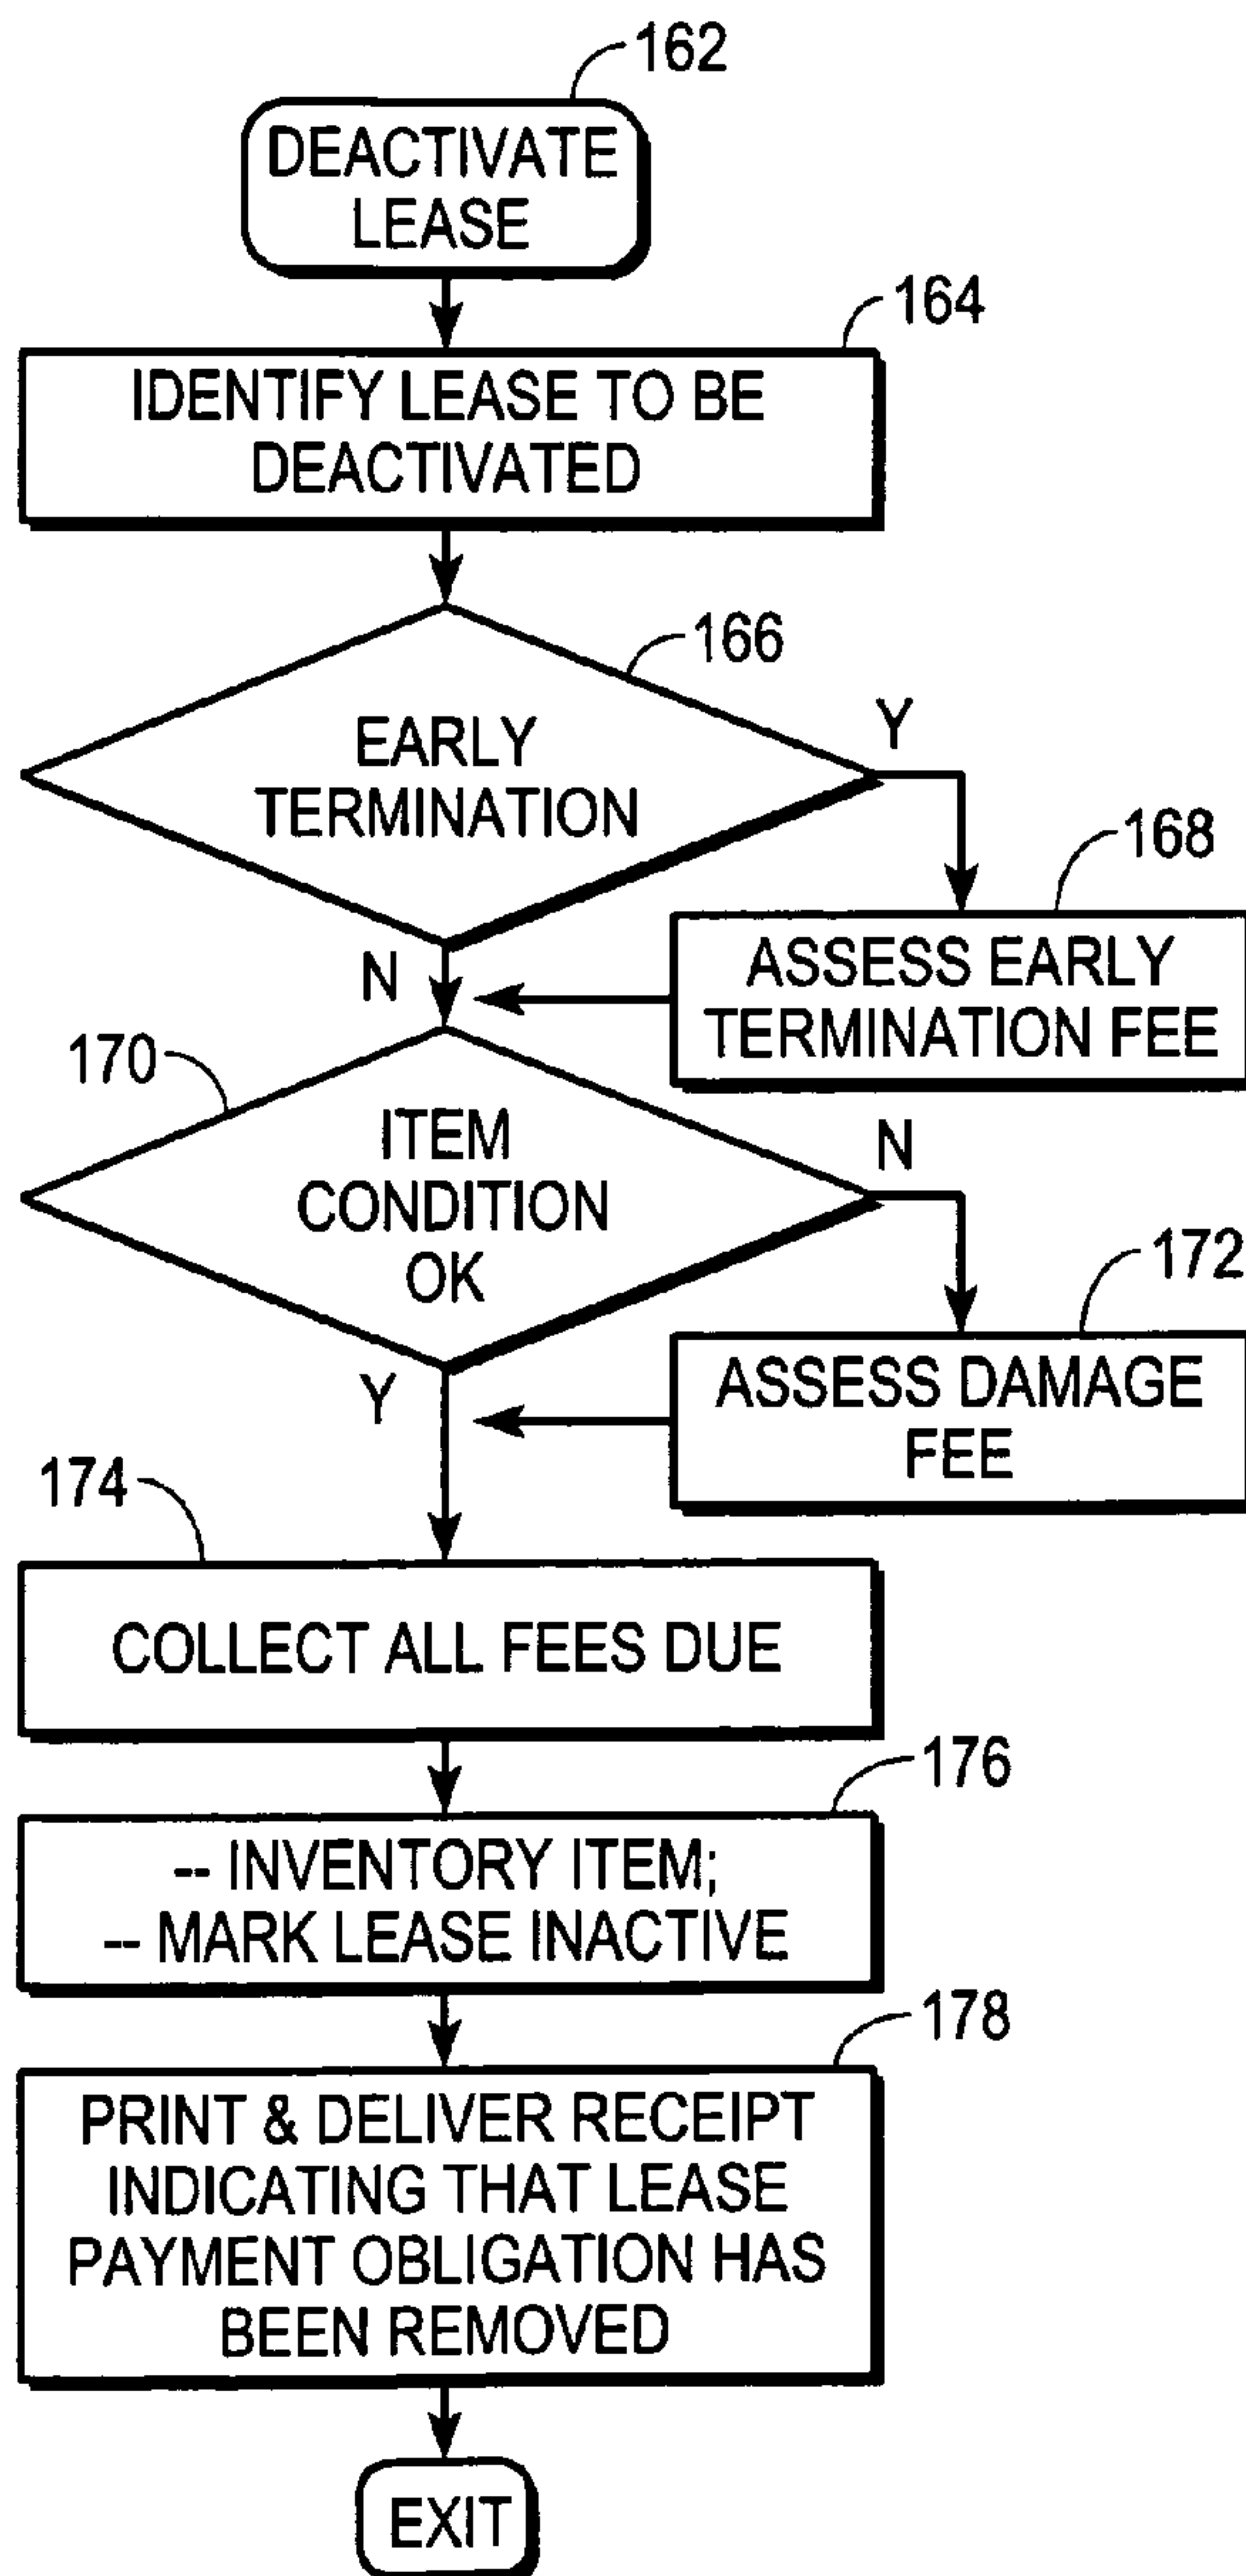 162
DEACTIVATE
LEASE
164
IDENTIFY LEASE TO BE
DEACTIVATED
166
EARLY
TERMINATION
Y
168
ASSESS EARLY
TERMINATION FEE
N
170
ITEM
CONDITION
OK
N
172
ASSESS DAMAGE
FEE
Y
174
COLLECT ALL FEES DUE
176
-- INVENTORY ITEM;
-- MARK LEASE INACTIVE
178
PRINT & DELIVER RECEIPT
INDICATING THAT LEASE
PAYMENT OBLIGATION HAS
BEEN REMOVED
EXIT